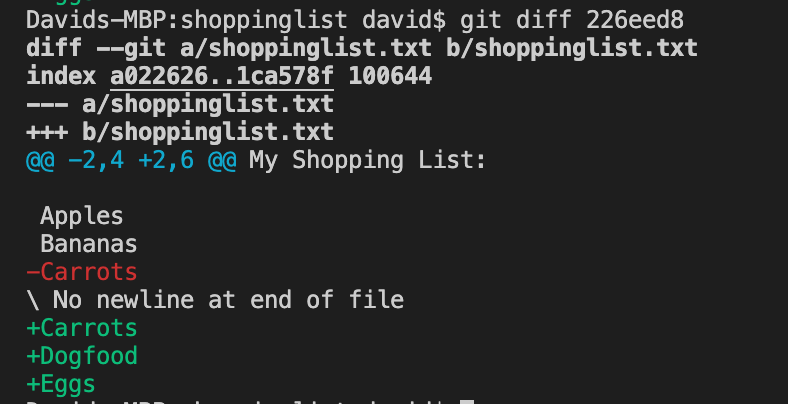 Davids-MBP:shoppinglist david$ git diff 226eed8
diff --git a/shoppinglist.txt b/shoppinglist.txt
index a022626..1ca578f 100644
--- a/shoppinglist.txt
+++ b/shoppinglist.txt
@@ -2,4 +2,6 @@ My Shopping List:

 Apples
 Bananas
-Carrots
\ No newline at end of file
+Carrots
+Dogfood
+Eggs